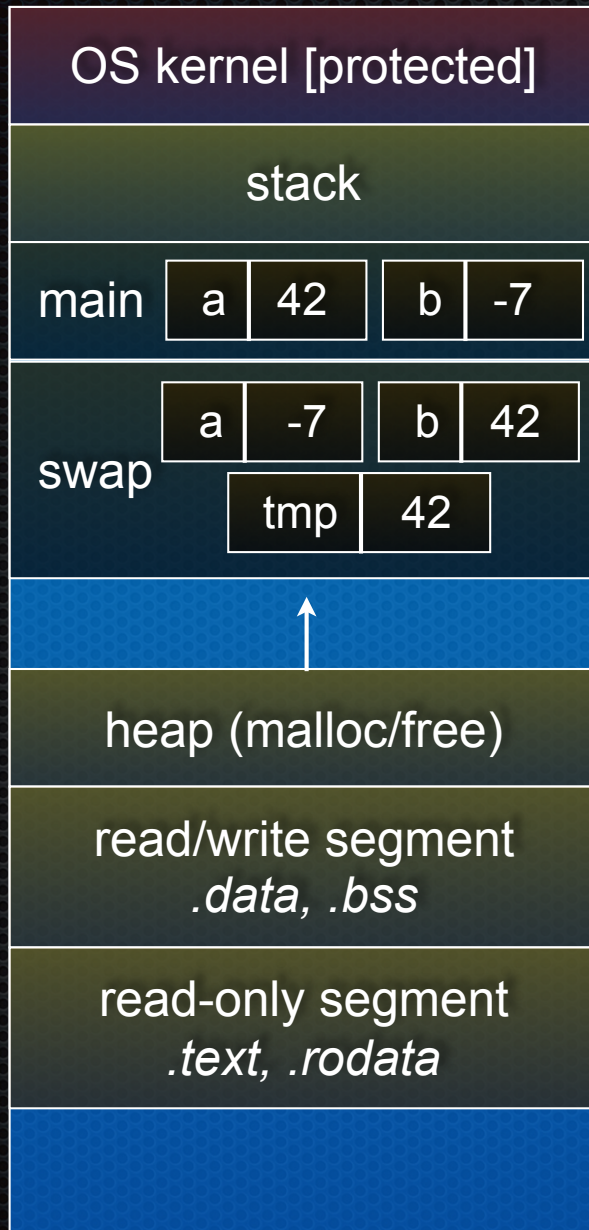 OS kernel [protected]
stack
main a 42 b -7
a -7 b 42
swap
tmp 42
heap (malloc/free)
read/write segment
.data, .bss
read-only segment
.text, .rodata